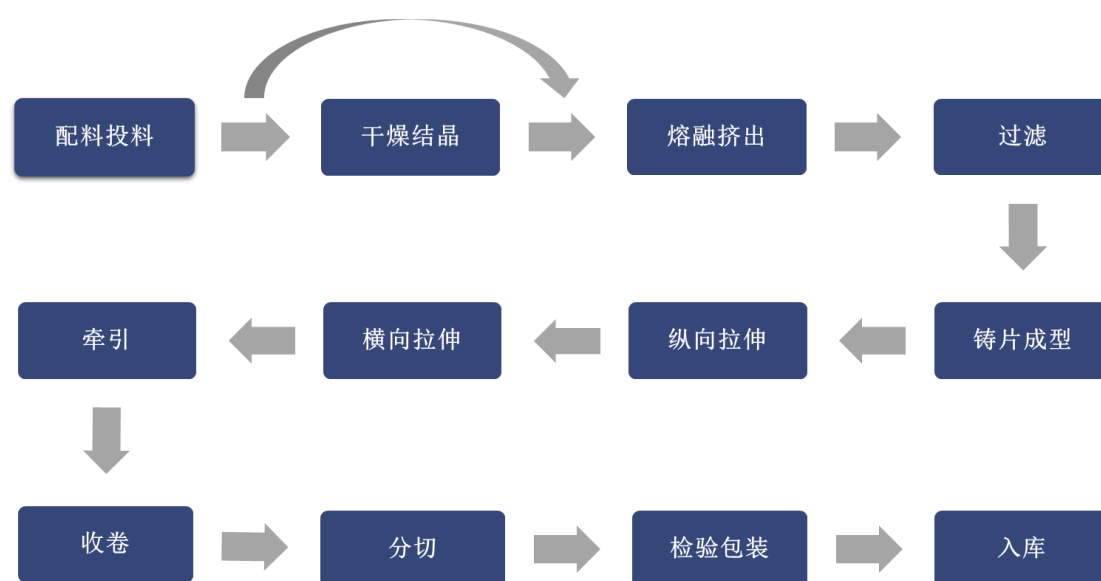 配料投料
干燥结晶
熔融挤出
过滤
牵引
横向拉伸
纵向拉伸
铸片成型
收卷
分切
检验包装
入库